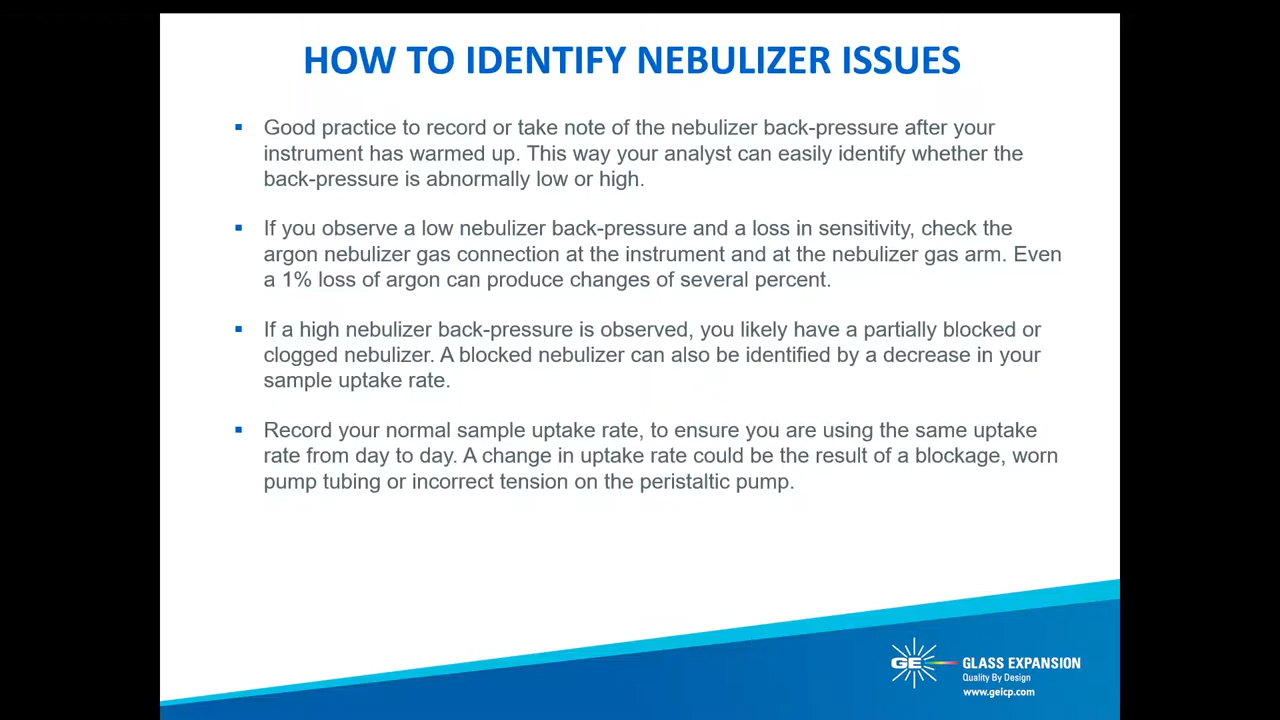 HOW TO IDENTIFY NEBULIZER ISSUES
▪ Good practice to record or take note of the nebulizer back-pressure after your
instrument has warmed up. This way your analyst can easily identify whether the
back-pressure is abnormally low or high.
▪ If you observe a low nebulizer back-pressure and a loss in sensitivity, check the
argon nebulizer gas connection at the instrument and at the nebulizer gas arm. Even
a 1% loss of argon can produce changes of several percent.
▪ If a high nebulizer back-pressure is observed, you likely have a partially blocked or
clogged nebulizer. A blocked nebulizer can also be identified by a decrease in your
sample uptake rate.
▪ Record your normal sample uptake rate, to ensure you are using the same uptake
rate from day to day. A change in uptake rate could be the result of a blockage, worn
pump tubing or incorrect tension on the peristaltic pump.
GE
GLASS EXPANSION
Quality By Design
www.geicp.com